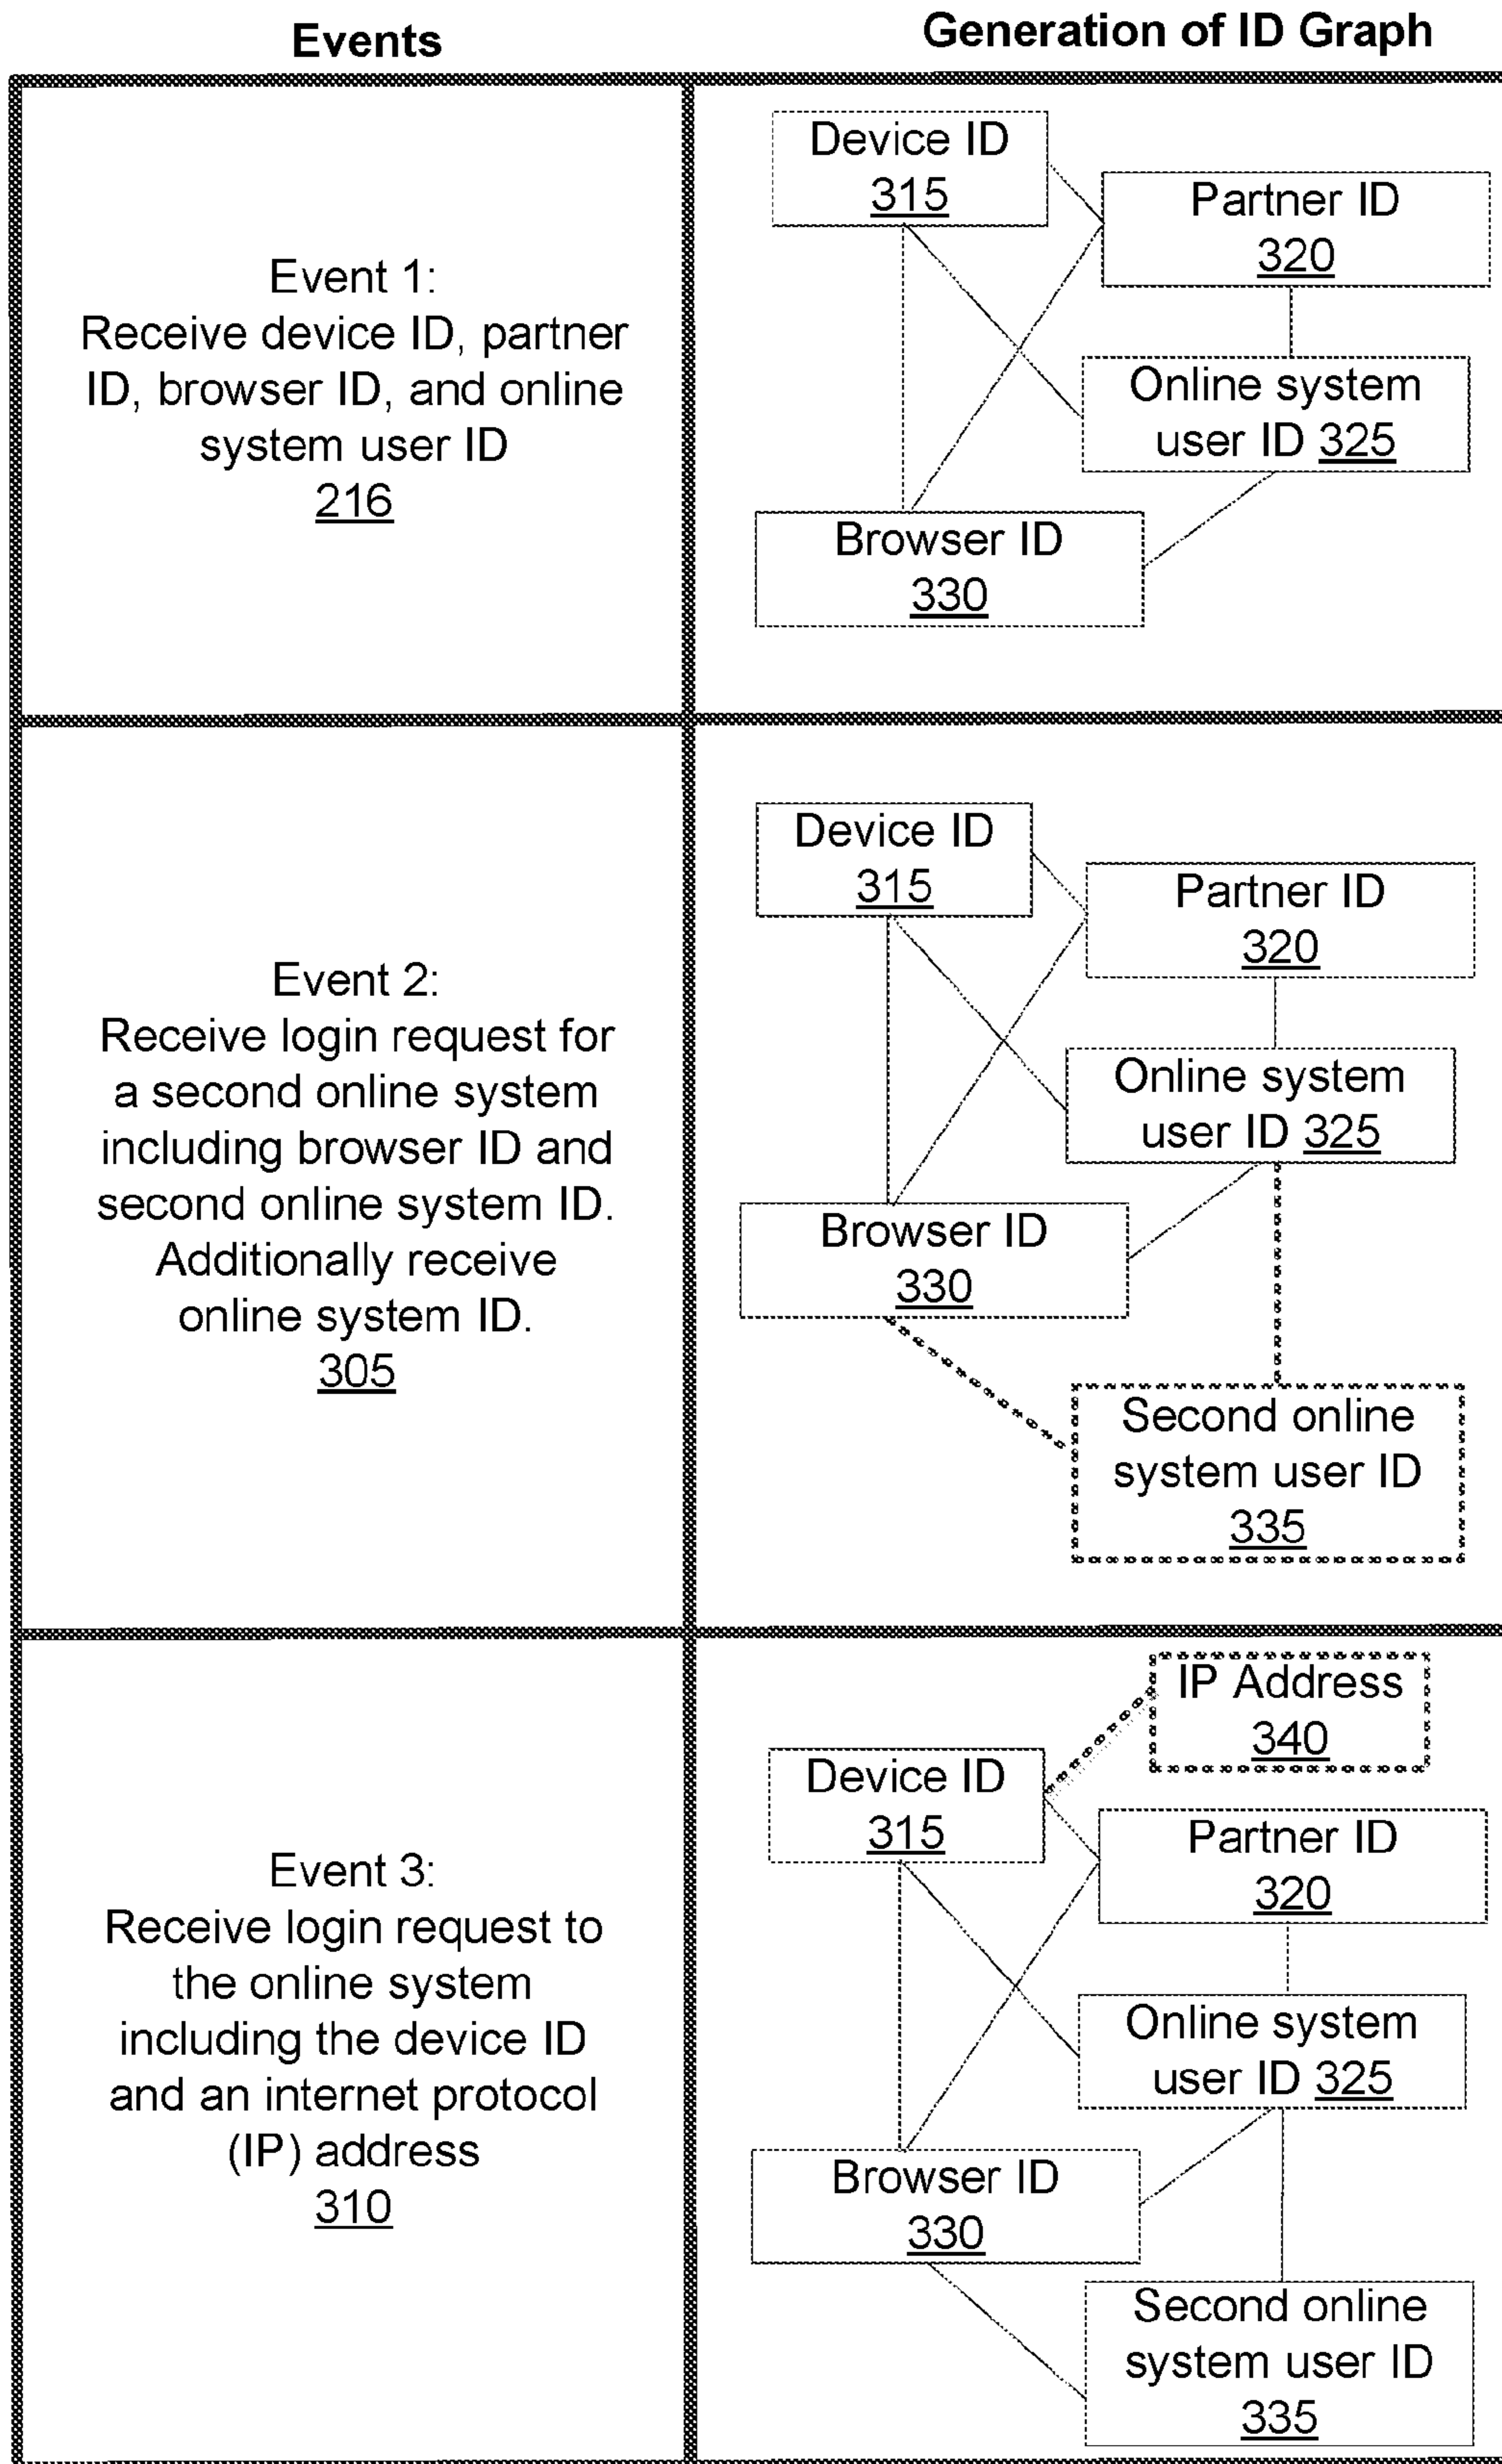 Events
Generation of ID Graph
Event 1:
Receive device ID, partner
ID, browser ID, and online
system user ID
216
Device ID
315
Partner ID
320
Online system
user ID 325
Browser ID
330
Event 2:
Receive login request for
a second online system
including browser ID and
second online system ID.
Additionally receive
online system ID.
305
Device ID
315
Partner ID
320
Online system
user ID 325
Browser ID
330
Second online
system user ID
335
Event 3:
Receive login request to
the online system
including the device ID
and an internet protocol
(IP) address
310
IP Address
340
Device ID
315
Partner ID
320
Online system
user ID 325
Browser ID
330
Second online
system user ID
335